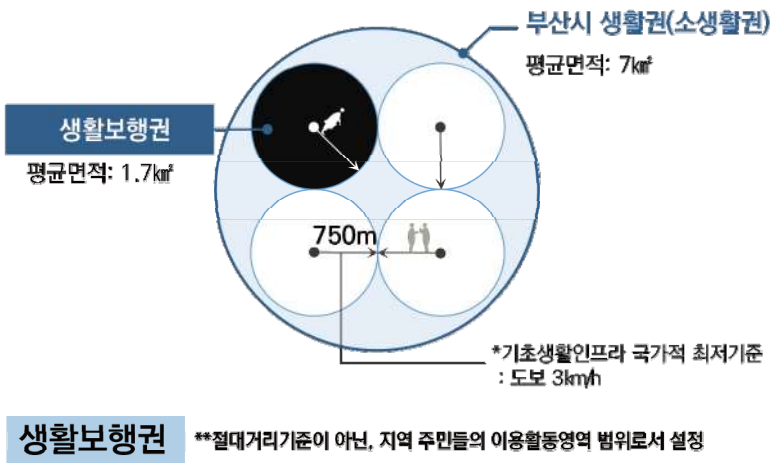 부산시 생활권(소생활권)
평균면적: 7㎢
생활보행권
평균면적: 1.7㎢
750m
*기초생활인프라 국가적 최저기준
: 도보 3km/h
생활보행권 **절대거리기준이 아닌, 지역 주민들의 이용활동영역 범위로서 설정